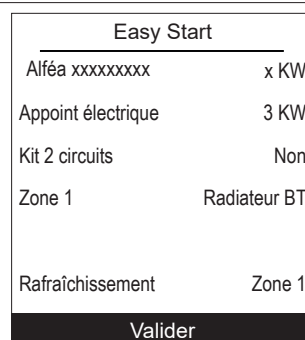 Easy Start
Alféa xxxxxxxxx x KW
Appoint électrique 3 KW
Kit 2 circuits Non
Zone 1 Radiateur BT
Rafraîchissement Zone 1
Valider